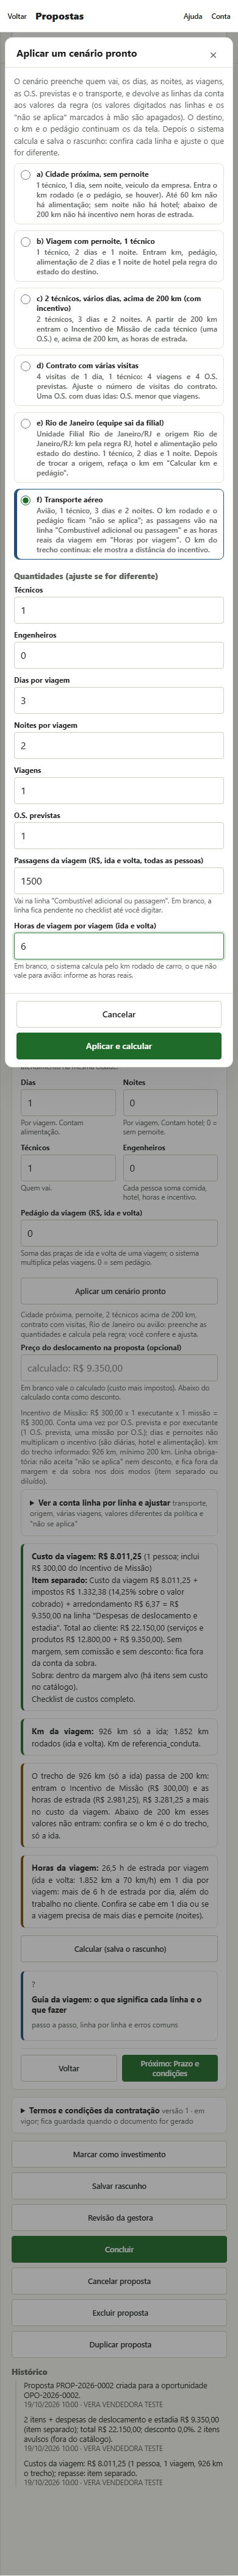 Voltar Propostas Ajuda Conta
Aplicar um cenário pronto ×
O cenário preenche quem vai, os dias, as noites, as viagens,
as O.S. previstas e o transporte, e devolve as linhas da conta
aos valores da regra (os valores digitados nas linhas e os
"não se aplica" marcados à mão são apagados). O destino,
o km e o pedágio continuam os da tela. Depois o sistema
calcula e salva o rascunho: confira cada linha e ajuste o que
for diferente.
a) Cidade próxima, sem pernoite
1 técnico, 1 dia, sem noite, veículo da empresa. Entra o
km rodado (e o pedágio, se houver). Até 60 km não há
alimentação; sem noite não há hotel; abaixo de
200 km não há incentivo nem horas de estrada.
b) Viagem com pernoite, 1 técnico
1 técnico, 2 dias e 1 noite. Entram km, pedágio,
alimentação de 2 dias e 1 noite de hotel pela regra do
estado do destino.
c) 2 técnicos, vários dias, acima de 200 km (com
incentivo)
2 técnicos, 3 dias e 2 noites. A partir de 200 km
entram o Incentivo de Missão de cada técnico (uma
O.S.) e, acima de 200 km, as horas de estrada.
d) Contrato com várias visitas
4 visitas de 1 dia, 1 técnico: 4 viagens e 4 O.S.
previstas. Ajuste o número de visitas do contrato.
Uma O.S. com duas idas: O.S. menor que viagens.
e) Rio de Janeiro (equipe sai da filial)
Unidade Filial Rio de Janeiro/RJ e origem Rio de
Janeiro/RJ: km pela regra RJ, hotel e alimentação pelo
estado do destino. 1 técnico, 2 dias e 1 noite. Depois
de trocar a origem, refaça o km em "Calcular km e
pedágio".
f) Transporte aéreo
Avião, 1 técnico, 3 dias e 2 noites. O km rodado e o
pedágio ficam "não se aplica"; as passagens vão na
linha "Combustível adicional ou passagem" e as horas
reais da viagem em "Horas por viagem". O km do
trecho continua: ele mostra a distância do incentivo.
Quantidades (ajuste se for diferente)
Técnicos
1
Engenheiros
0
Dias por viagem
3
Noites por viagem
2
Viagens
1
O.S. previstas
1
Passagens da viagem (R$, ida e volta, todas as pessoas)
1500
Vai na linha "Combustível adicional ou passagem". Em branco, a
linha fica pendente no checklist até você digitar.
Horas de viagem por viagem (ida e volta)
6
Em branco, o sistema calcula pelo km rodado de carro, o que não
vale para avião: informe as horas reais.
Cancelar
Aplicar e calcular
Dias Noites
1 0
Por viagem. Contam alimentação. Por viagem. Contam hotel; 0 = sem pernoite.
Técnicos Engenheiros
1 0
Quem vai. Cada pessoa soma comida, hotel, horas e incentivo.
Pedágio da viagem (R$, ida e volta)
0
Soma das praças de ida e volta de uma viagem; o sistema
multiplica pelas viagens. 0 = sem pedágio.
Aplicar um cenário pronto
Cidade próxima, pernoite, 2 técnicos acima de 200 km,
contrato com visitas, Rio de Janeiro ou avião: preenche as
quantidades e calcula pela regra; você confere e ajusta.
Preço do deslocamento na proposta (opcional)
calculado: R$ 9.350,00
Em branco vale o calculado (custo mais impostos). Abaixo do
calculado conta como desconto.
Incentivo de Missão: R$ 300,00 x 1 executante x 1 missão =
R$ 300,00. Conta uma vez por O.S. prevista e por executante
(1 O.S. prevista, uma missão por O.S.); dias e pernoites não
multiplicam o incentivo (são diárias, hotel e alimentação). km
do trecho informado: 926 km, mínimo 200 km. Linha obriga-
tória: não aceita "não se aplica" nem desconto, e fica fora da
margem e da sobra nos dois modos (item separado ou
diluído).
▶ Ver a conta linha por linha e ajustar transporte,
origem, várias viagens, valores diferentes da política e
"não se aplica"
Custo da viagem: R$ 8.011,25 (1 pessoa; inclui
R$ 300,00 do Incentivo de Missão)
Item separado: Custo da viagem R$ 8.011,25 +
impostos R$ 1.332,38 (14,25% sobre o valor
cobrado) + arredondamento R$ 6,37 = R$
9.350,00 na linha "Despesas de deslocamento e
estadia". Total ao cliente: R$ 22.150,00 (serviços e
produtos R$ 12.800,00 + R$ 9.350,00). Sem
margem, sem comissão e sem desconto: fica fora
da conta da sobra.
Sobra: dentro da margem alvo (há itens sem custo
no catálogo).
Checklist de custos completo.
Km da viagem: 926 km só a ida; 1.852 km
rodados (ida e volta). Km de referencia_conduta.
O trecho de 926 km (só a ida) passa de 200 km:
entram o Incentivo de Missão (R$ 300,00) e as
horas de estrada (R$ 2.981,25), R$ 3.281,25 a mais
no custo da viagem. Abaixo de 200 km esses
valores não entram: confira se o km é o do trecho,
só a ida.
Horas da viagem: 26,5 h de estrada por viagem
(ida e volta: 1.852 km a 70 km/h) em 1 dia por
viagem: mais de 6 h de estrada por dia, além do
trabalho no cliente. Confira se cabe em 1 dia ou se
a viagem precisa de mais dias e pernoite (noites).
Calcular (salva o rascunho)
?
Guia da viagem: o que significa cada linha e o
que fazer
passo a passo, linha por linha e erros comuns
Voltar Próximo: Prazo e condições
▶ Termos e condições da contratação versão 1 · em
vigor; fica guardada quando o documento for gerado
Marcar como investimento
Salvar rascunho
Revisão da gestora
Concluir
Cancelar proposta
Excluir proposta
Duplicar proposta
Histórico
Proposta PROP-2026-0002 criada para a oportunidade
OPO-2026-0002.
19/10/2026 10:00 · VERA VENDEDORA TESTE
2 itens + despesas de deslocamento e estadia R$ 9.350,00
(item separado); total R$ 22.150,00; desconto 0,0%. 2 itens
avulsos (fora do catálogo).
19/10/2026 10:00 · VERA VENDEDORA TESTE
Custos da viagem: R$ 8.011,25 (1 pessoa, 1 viagem, 926 km
o trecho); repasse: item separado.
19/10/2026 10:00 · VERA VENDEDORA TESTE